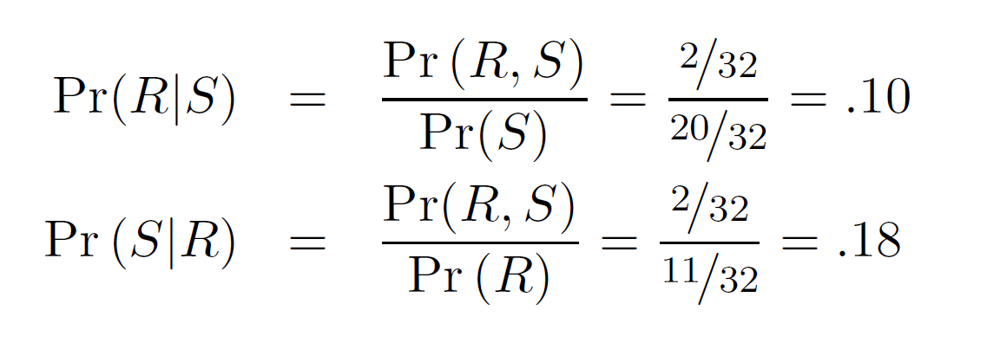 Pr(R|S) = Pr (R, S) / Pr(S) = 2/32 / 20/32 = .10
Pr (S|R) = Pr(R, S) / Pr (R) = 2/32 / 11/32 = .18